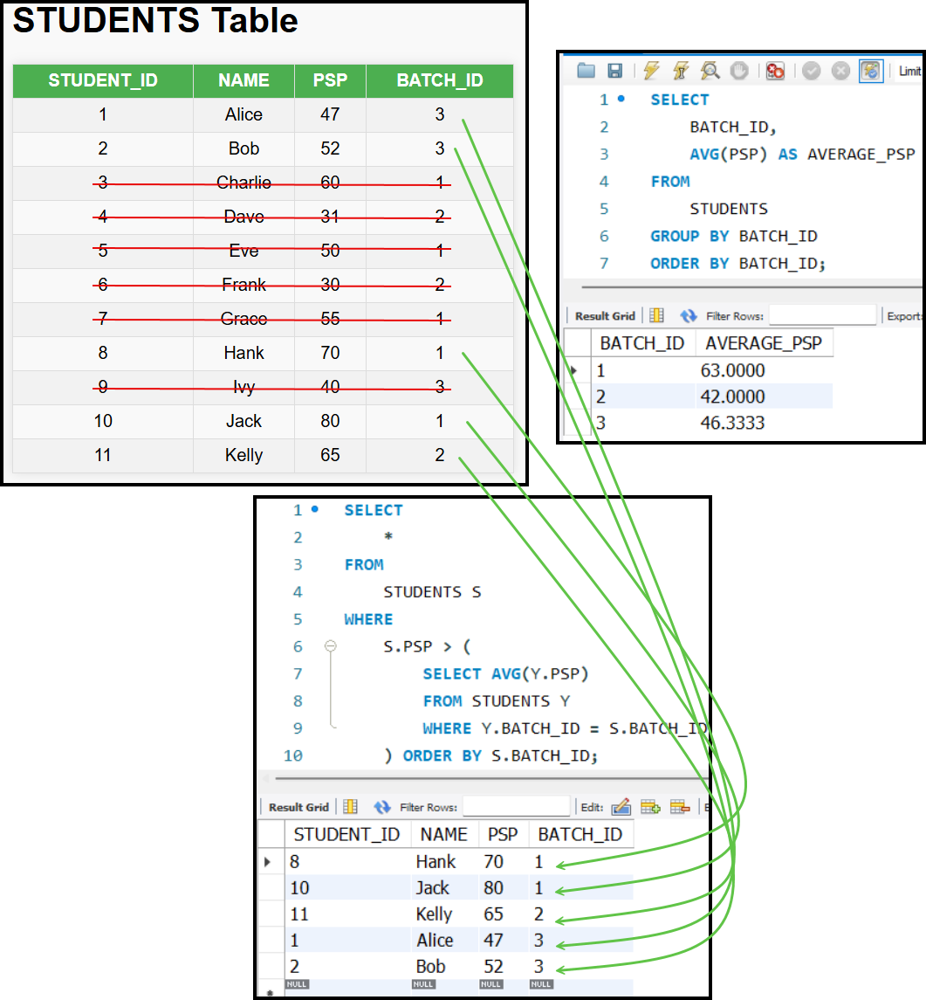 STUDENTS Table
STUDENT_ID NAME PSP BATCH_ID
1 Alice 47 3
2 Bob 52 3
3 Charlie 60 1
4 Dave 31 2
5 Eve 50 1
6 Frank 30 2
7 Grace 55 1
8 Hank 70 1
9 Ivy 40 3
10 Jack 80 1
11 Kelly 65 2
Limit
1 SELECT
2 BATCH_ID,
3 AVG(PSP) AS AVERAGE_PSP
4 FROM
5 STUDENTS
6 GROUP BY BATCH_ID
7 ORDER BY BATCH_ID;
Result Grid Filter Rows: Export:
BATCH_ID AVERAGE_PSP
1 63.0000
2 42.0000
3 46.3333
1 SELECT
2 *
3 FROM
4 STUDENTS S
5 WHERE
6 S.PSP > (
7 SELECT AVG(Y.PSP)
8 FROM STUDENTS Y
9 WHERE Y.BATCH_ID = S.BATCH_ID
10 ) ORDER BY S.BATCH_ID;
Result Grid Filter Rows: Edit:
STUDENT_ID NAME PSP BATCH_ID
8 Hank 70 1
10 Jack 80 1
11 Kelly 65 2
1 Alice 47 3
2 Bob 52 3
NULL NULL NULL NULL